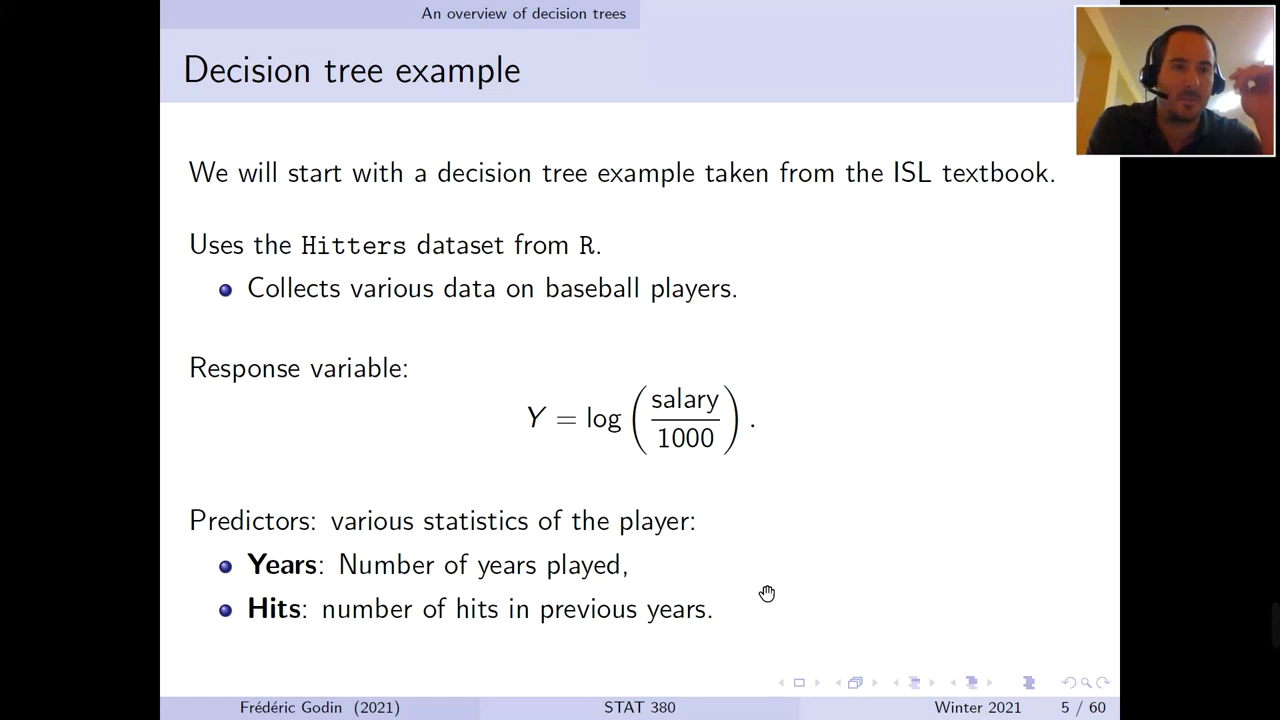 An overview of decision trees
Decision tree example
We will start with a decision tree example taken from the ISL textbook.
Uses the Hitters dataset from R.
Collects various data on baseball players.
Response variable:
Y = log (salary / 1000) .
Predictors: various statistics of the player:
Years: Number of years played,
Hits: number of hits in previous years.
Frédéric Godin (2021) STAT 380 Winter 2021 5 / 60